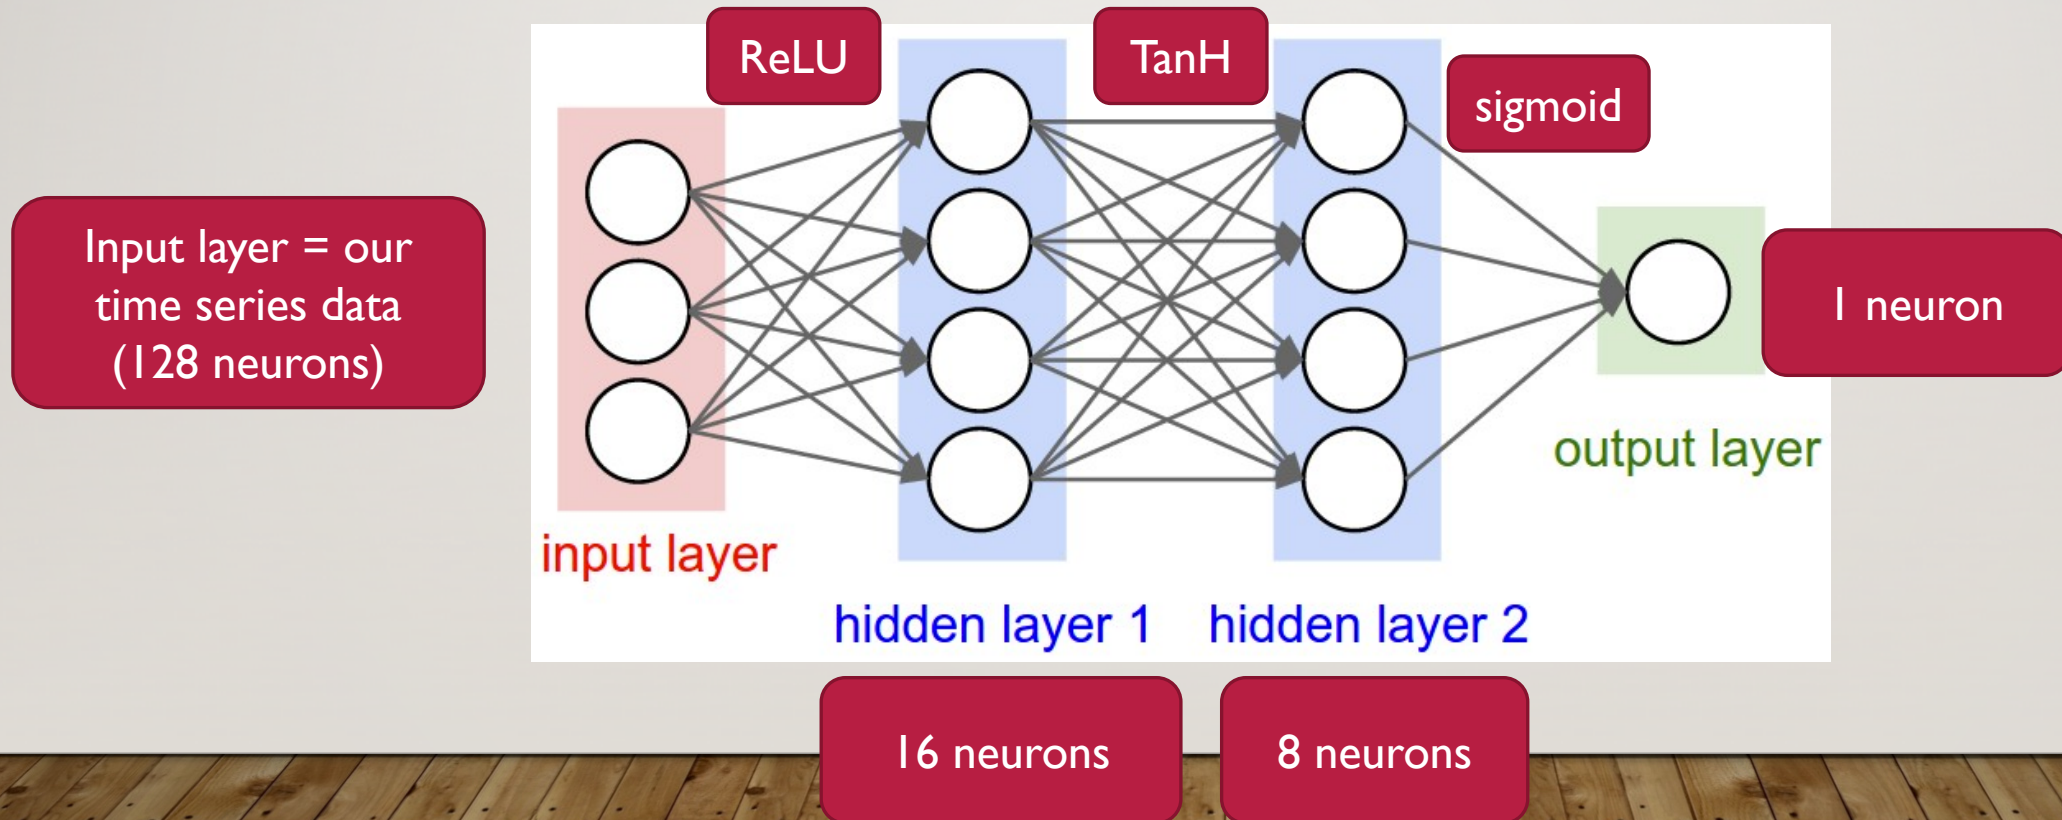 ReLU
TanH
sigmoid
Input layer = our
time series data
(128 neurons)
1 neuron
output layer
input layer
hidden layer 1
hidden layer 2
16 neurons
8 neurons